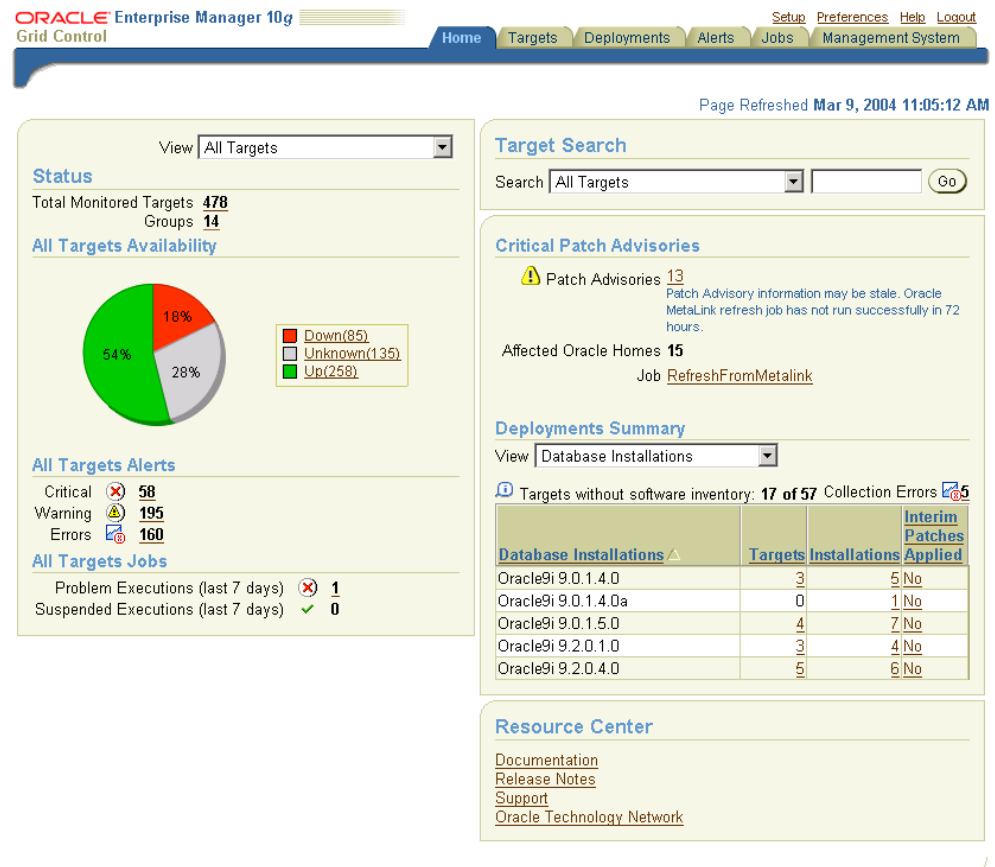 ORACLE Enterprise Manager 10g
Grid Control
Setup Preferences Help Logout
Home Targets Deployments Alerts Jobs Management System
Page Refreshed Mar 9, 2004 11:05:12 AM
View All Targets
Status
Total Monitored Targets 478
Groups 14
All Targets Availability
18%
54%
28%
Down(85)
Unknown(135)
Up(258)
All Targets Alerts
Critical 58
Warning 195
Errors 160
All Targets Jobs
Problem Executions (last 7 days) 1
Suspended Executions (last 7 days) 0
Target Search
Search All Targets Go
Critical Patch Advisories
Patch Advisories 13
Patch Advisory information may be stale. Oracle
MetaLink refresh job has not run successfully in 72
hours.
Affected Oracle Homes 15
Job RefreshFromMetalink
Deployments Summary
View Database Installations
Targets without software inventory: 17 of 57 Collection Errors 5
Database Installations Targets Installations Interim Patches Applied
Oracle9i 9.0.1.4.0 3 5 No
Oracle9i 9.0.1.4.0a 0 1 No
Oracle9i 9.0.1.5.0 4 7 No
Oracle9i 9.2.0.1.0 3 4 No
Oracle9i 9.2.0.4.0 5 6 No
Resource Center
Documentation
Release Notes
Support
Oracle Technology Network